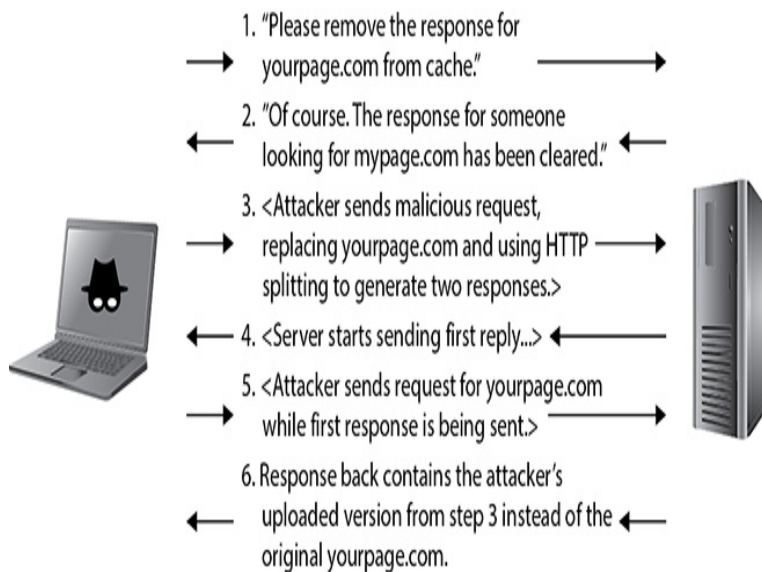 1. "Please remove the response for
yourpage.com from cache."
2. "Of course. The response for someone
looking for mypage.com has been cleared."
3. <Attacker sends malicious request,
replacing yourpage.com and using HTTP
splitting to generate two responses.>
4. <Server starts sending first reply...>
5. <Attacker sends request for yourpage.com
while first response is being sent.>
6. Response back contains the attacker's
uploaded version from step 3 instead of the
original yourpage.com.